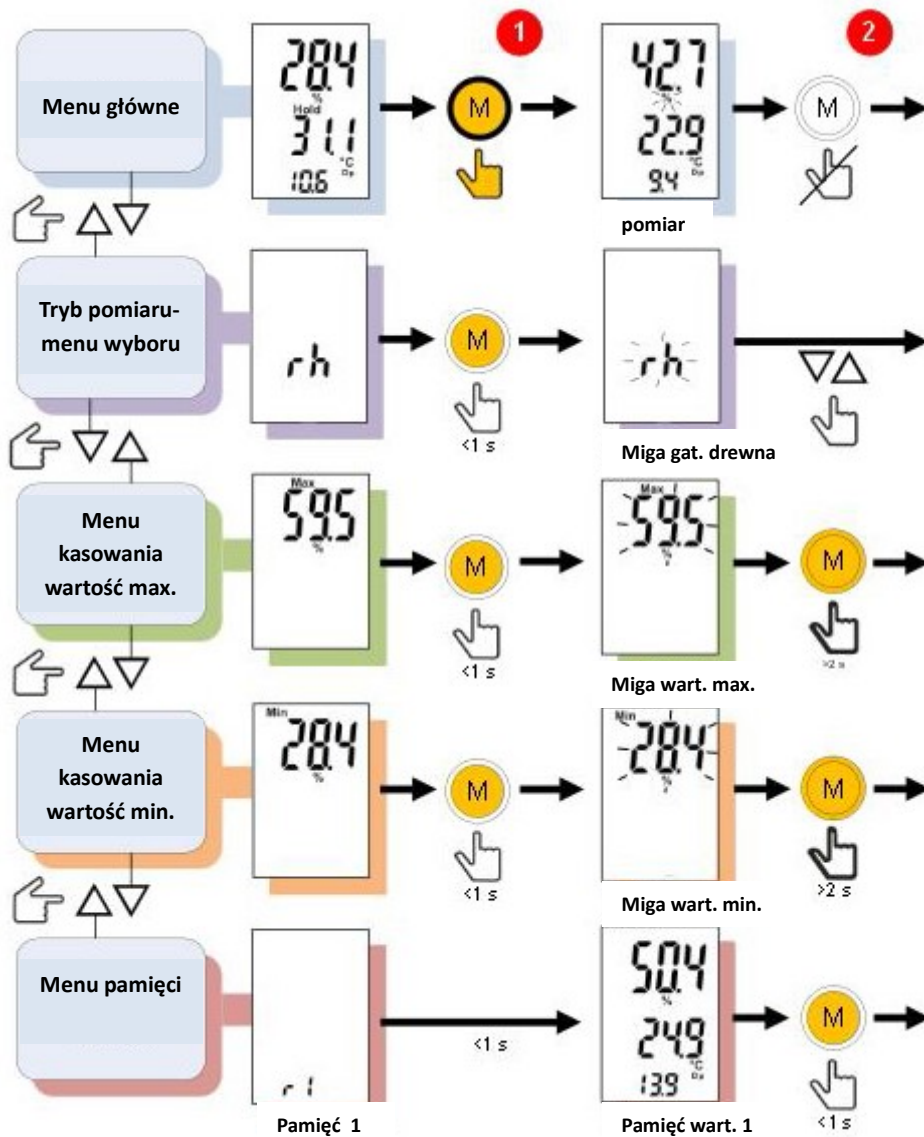 1
2
Menu główne
28.4
%
Hold
31.1
°C
Dp
10.6
M
42.7
%
22.9
°C
Dp
9.4
M
pomiar
Tryb pomiaru-
menu wyboru
rh
M
<1 s
rh
Miga gat. drewna
Menu
kasowania
wartość max.
Max
59.5
%
M
<1 s
Max
59.5
%
M
>2 s
Miga wart. max.
Menu
kasowania
wartość min.
Min
28.4
%
M
<1 s
Min
28.4
%
M
>2 s
Miga wart. min.
Menu pamięci
r1
<1 s
50.4
%
24.9
°C
Dp
13.9
M
<1 s
Pamięć 1
Pamięć wart. 1